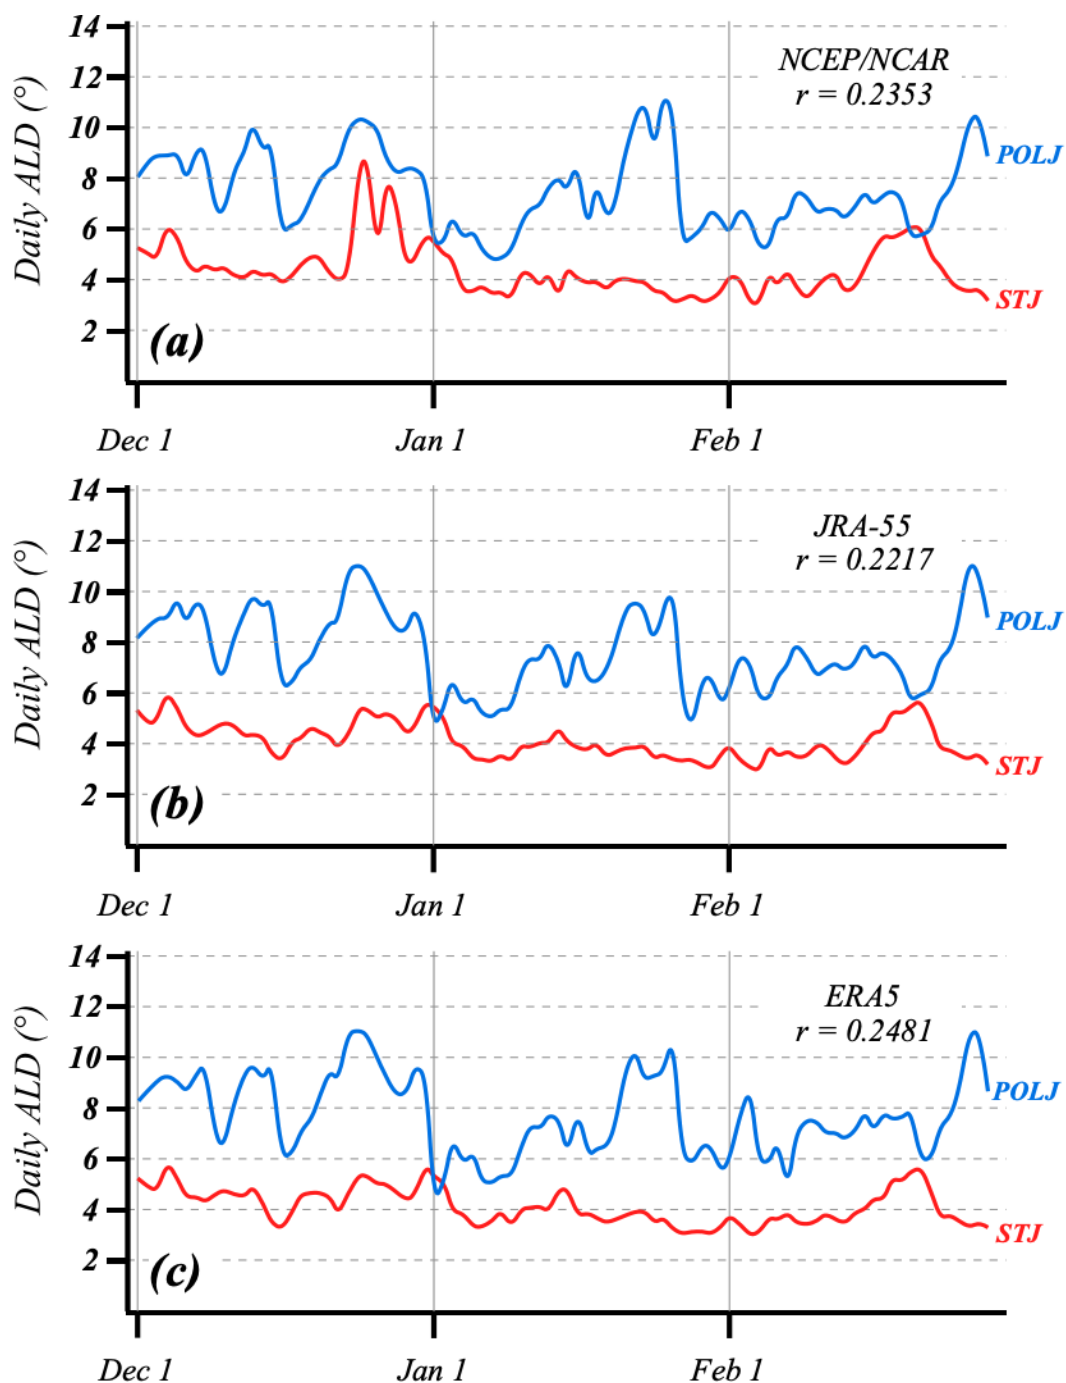 14
12
10
8
6
4
2
Daily ALD (°)
NCEP/NCAR
r = 0.2353
POLJ
STJ
(a)
Dec 1
Jan 1
Feb 1
14
12
10
8
6
4
2
Daily ALD (°)
JRA-55
r = 0.2217
POLJ
STJ
(b)
Dec 1
Jan 1
Feb 1
14
12
10
8
6
4
2
Daily ALD (°)
ERA5
r = 0.2481
POLJ
STJ
(c)
Dec 1
Jan 1
Feb 1